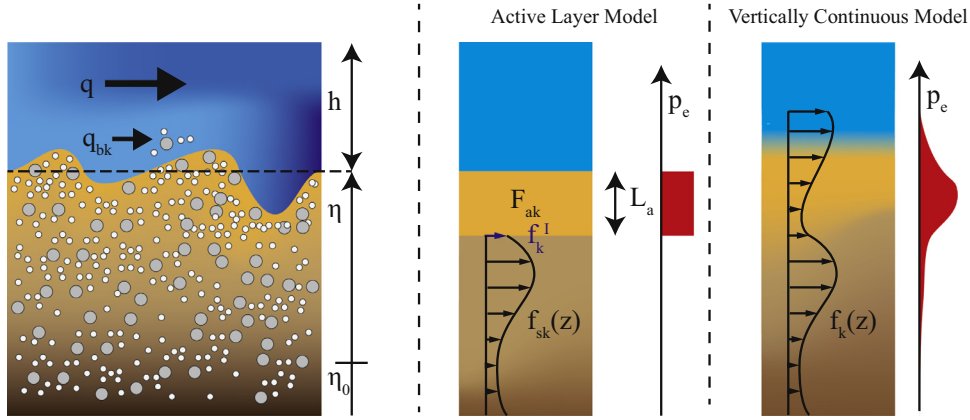 Active Layer Model
Vertically Continuous Model
q
h
q_bk
η
η_0
p_e
F_ak
L_a
f_k^I
f_sk(z)
p_e
f_k(z)